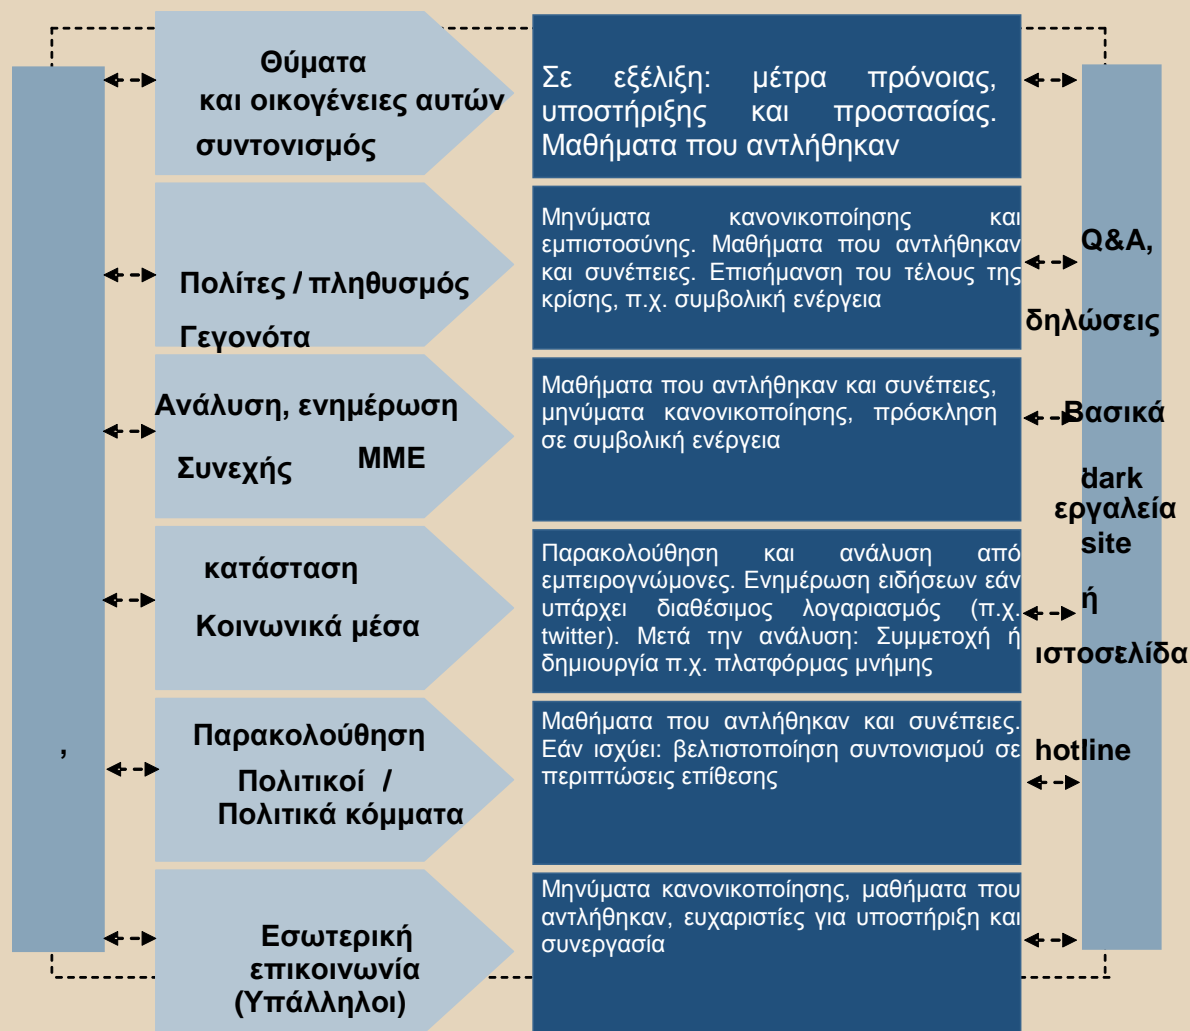 Θύματα
και οικογένειες αυτών
συντονισμός
Σε εξέλιξη: μέτρα πρόνοιας,
υποστήριξης και προστασίας.
Μαθήματα που αντλήθηκαν
Πολίτες / πληθυσμός
Γεγονότα
Μηνύματα κανονικοποίησης και
εμπιστοσύνης. Μαθήματα που αντλήθηκαν
και συνέπειες. Επισήμανση του τέλους της
κρίσης, π.χ. συμβολική ενέργεια
Ανάλυση, ενημέρωση
ΜΜΕ
Συνεχής
Μαθήματα που αντλήθηκαν και συνέπειες,
μηνύματα κανονικοποίησης, πρόσκληση
σε συμβολική ενέργεια
κατάσταση
Κοινωνικά μέσα
Παρακολούθηση και ανάλυση από
εμπειρογνώμονες. Ενημέρωση ειδήσεων εάν
υπάρχει διαθέσιμος λογαριασμός (π.χ.
twitter). Μετά την ανάλυση: Συμμετοχή ή
δημιουργία π.χ. πλατφόρμας μνήμης
,
Παρακολούθηση
Πολιτικοί /
Πολιτικά κόμματα
Μαθήματα που αντλήθηκαν και συνέπειες.
Εάν ισχύει: βελτιστοποίηση συντονισμού σε
περιπτώσεις επίθεσης
Εσωτερική
επικοινωνία
(Υπάλληλοι)
Μηνύματα κανονικοποίησης, μαθήματα που
αντλήθηκαν, ευχαριστίες για υποστήριξη και
συνεργασία
Q&A,
δηλώσεις
Βασικά
dark
εργαλεία
site
ή
ιστοσελίδα
hotline